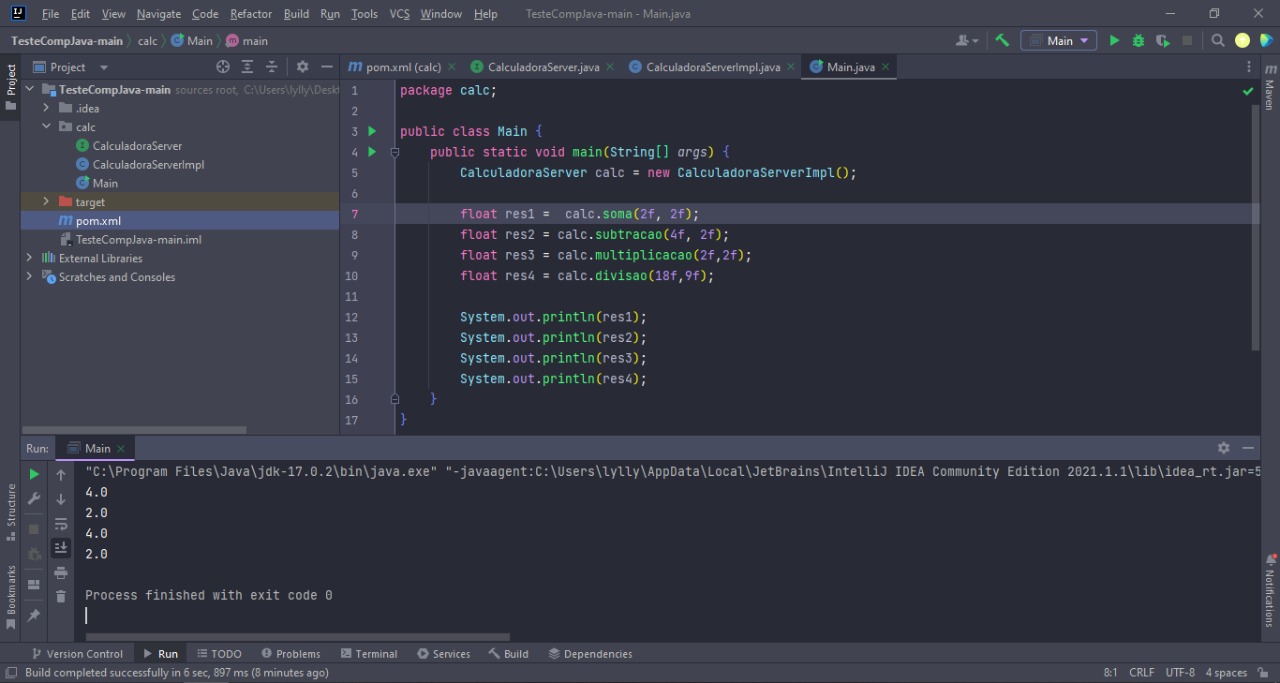 File Edit View Navigate Code Refactor Build Run Tools VCS Window Help TesteCompJava-main - Main.java
TesteCompJava-main calc Main main Main
Project
Project
pom.xml (calc) CalculadoraServer.java CalculadoraServerImpl.java Main.java
Maven
TesteCompJava-main sources root, C:\Users\lylly\Deskt
.idea
calc
CalculadoraServer
CalculadoraServerImpl
Main
target
pom.xml
TesteCompJava-main.iml
External Libraries
Scratches and Consoles
1 package calc;
2
3 public class Main {
4 public static void main(String[] args) {
5 CalculadoraServer calc = new CalculadoraServerImpl();
6
7 float res1 =  calc.soma(2f, 2f);
8 float res2 = calc.subtracao(4f, 2f);
9 float res3 = calc.multiplicacao(2f,2f);
10 float res4 = calc.divisao(18f,9f);
11
12 System.out.println(res1);
13 System.out.println(res2);
14 System.out.println(res3);
15 System.out.println(res4);
16 }
17 }
Run: Main
"C:\Program Files\Java\jdk-17.0.2\bin\java.exe" "-javaagent:C:\Users\lylly\AppData\Local\JetBrains\IntelliJ IDEA Community Edition 2021.1.1\lib\idea_rt.jar=5
4.0
2.0
4.0
2.0
Process finished with exit code 0
Structure
Bookmarks
Notifications
Version Control Run TODO Problems Terminal Services Build Dependencies
Build completed successfully in 6 sec, 897 ms (8 minutes ago) 8:1 CRLF UTF-8 4 spaces